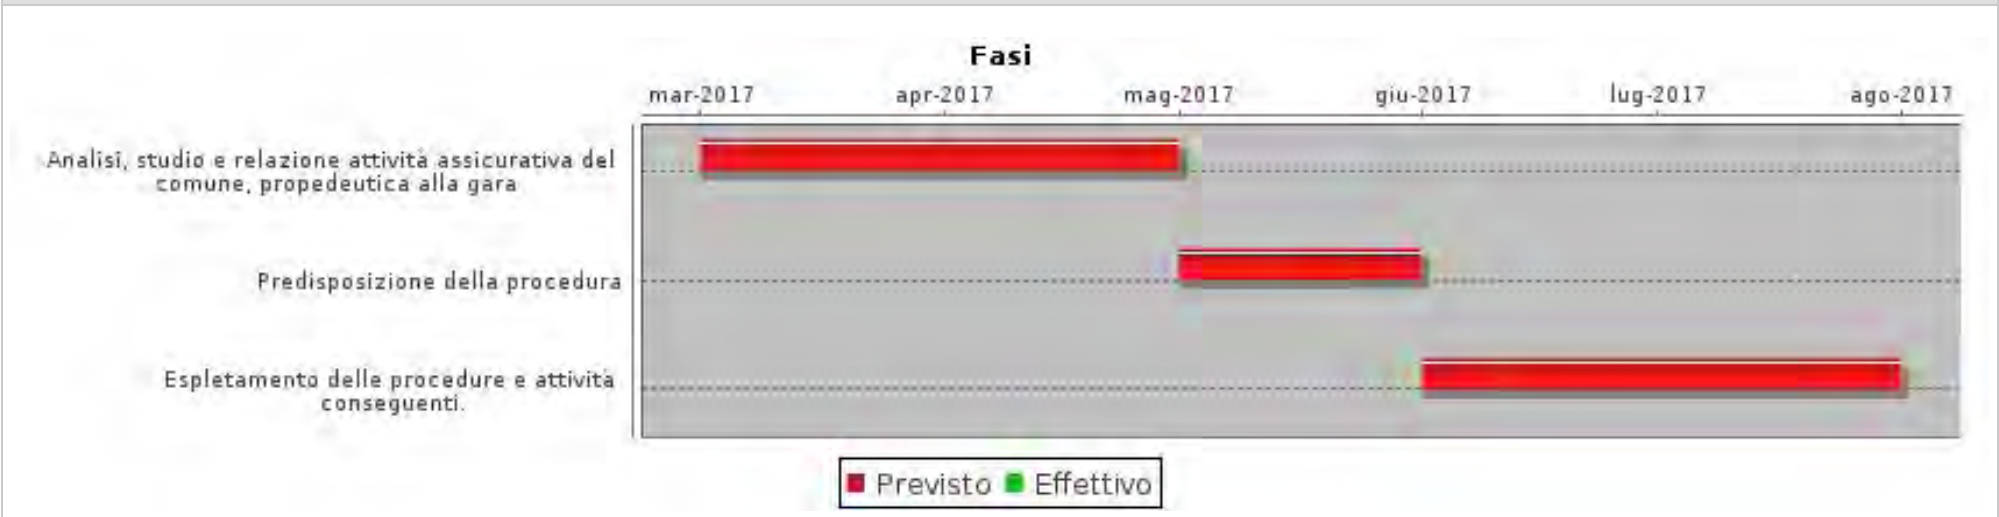 Fasi
mar-2017 apr-2017 mag-2017 giu-2017 lug-2017 ago-2017
Analisi, studio e relazione attività assicurativa del
comune, propedeutica alla gara
Predisposizione della procedura
Espletamento delle procedure e attività
conseguenti.
Previsto Effettivo